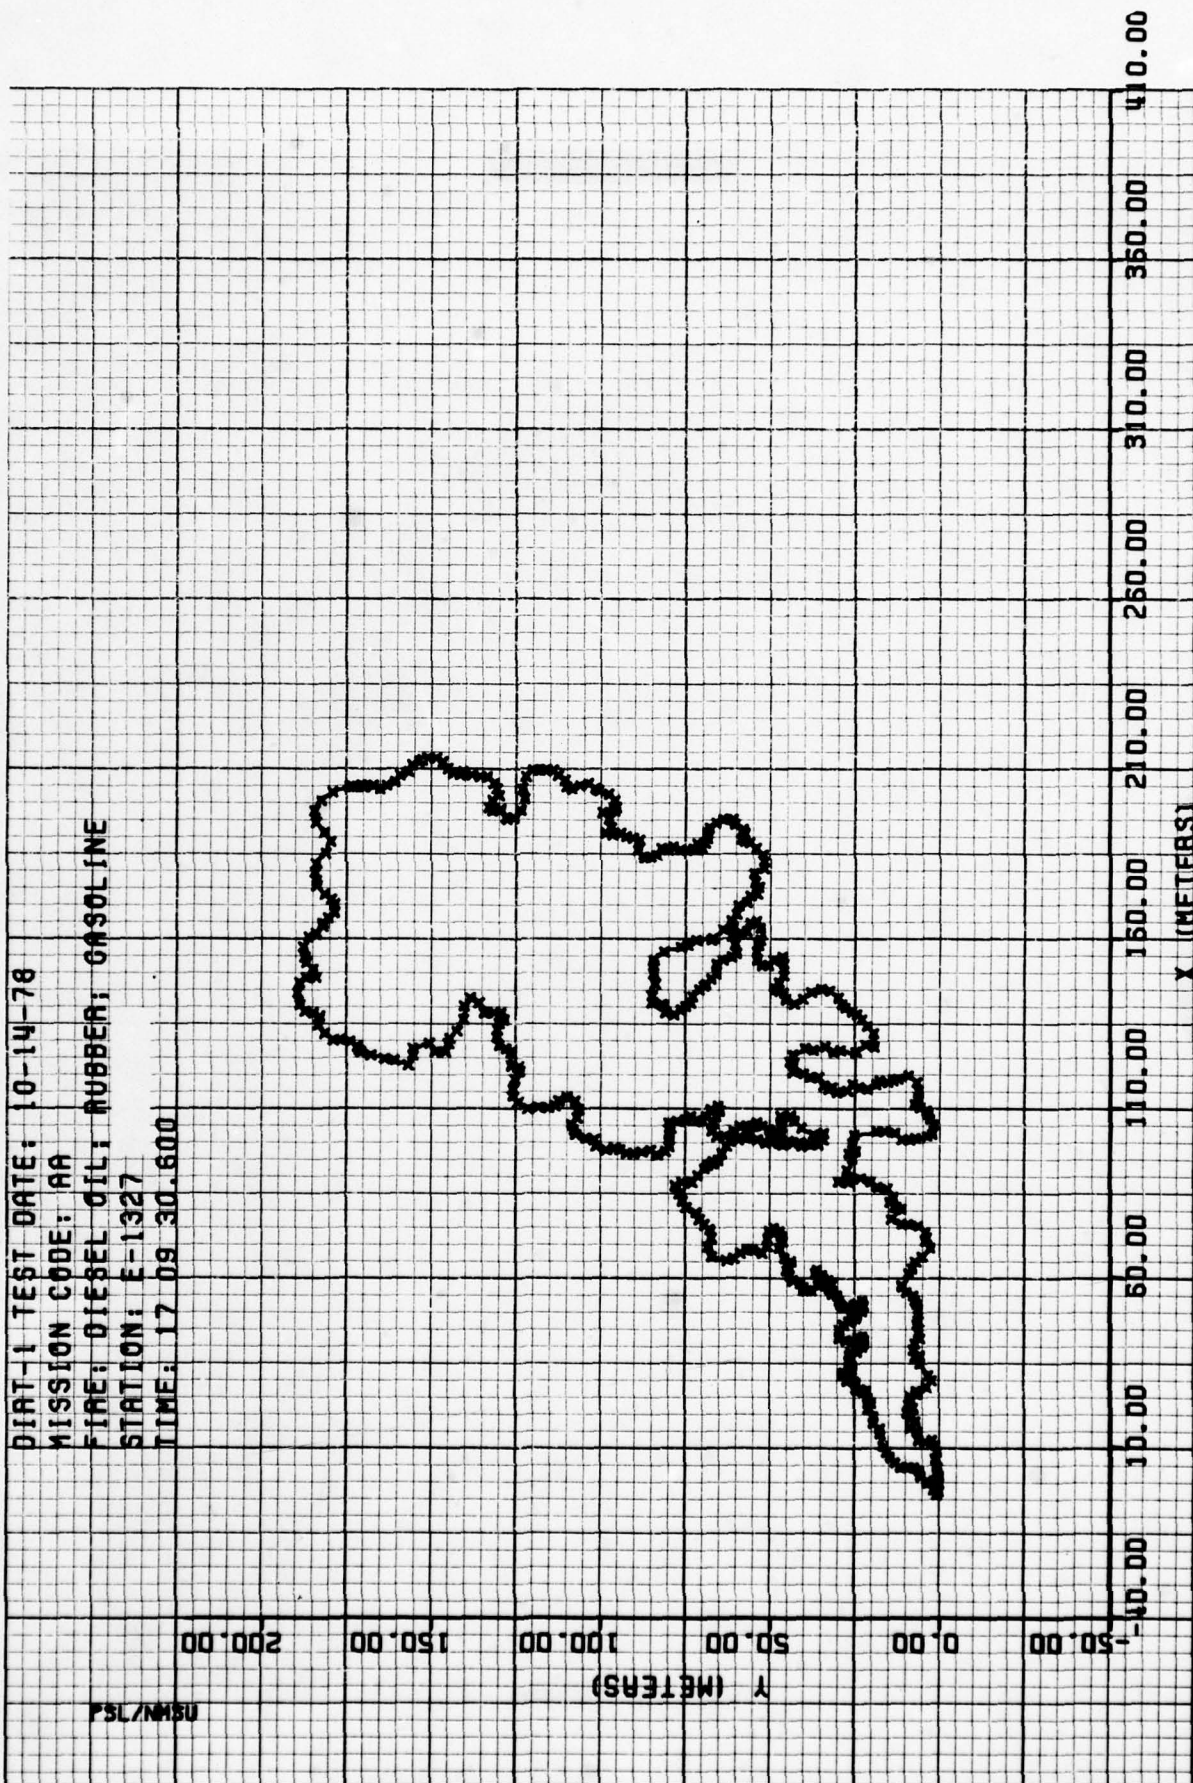 DIRT-1 TEST DATE: 10-14-78
MISSION CODE: AA
FIRE: DIESEL OIL; RUBBER; GASOLINE
STATION: E-1327
TIME: 17 09 30.600
PSL/NMSU
Y (METERS)
200.00
150.00
100.00
50.00
0.00
-50.00
-40.00 10.00 60.00 110.00 160.00 210.00 260.00 310.00 360.00 410.00
X (METERS)